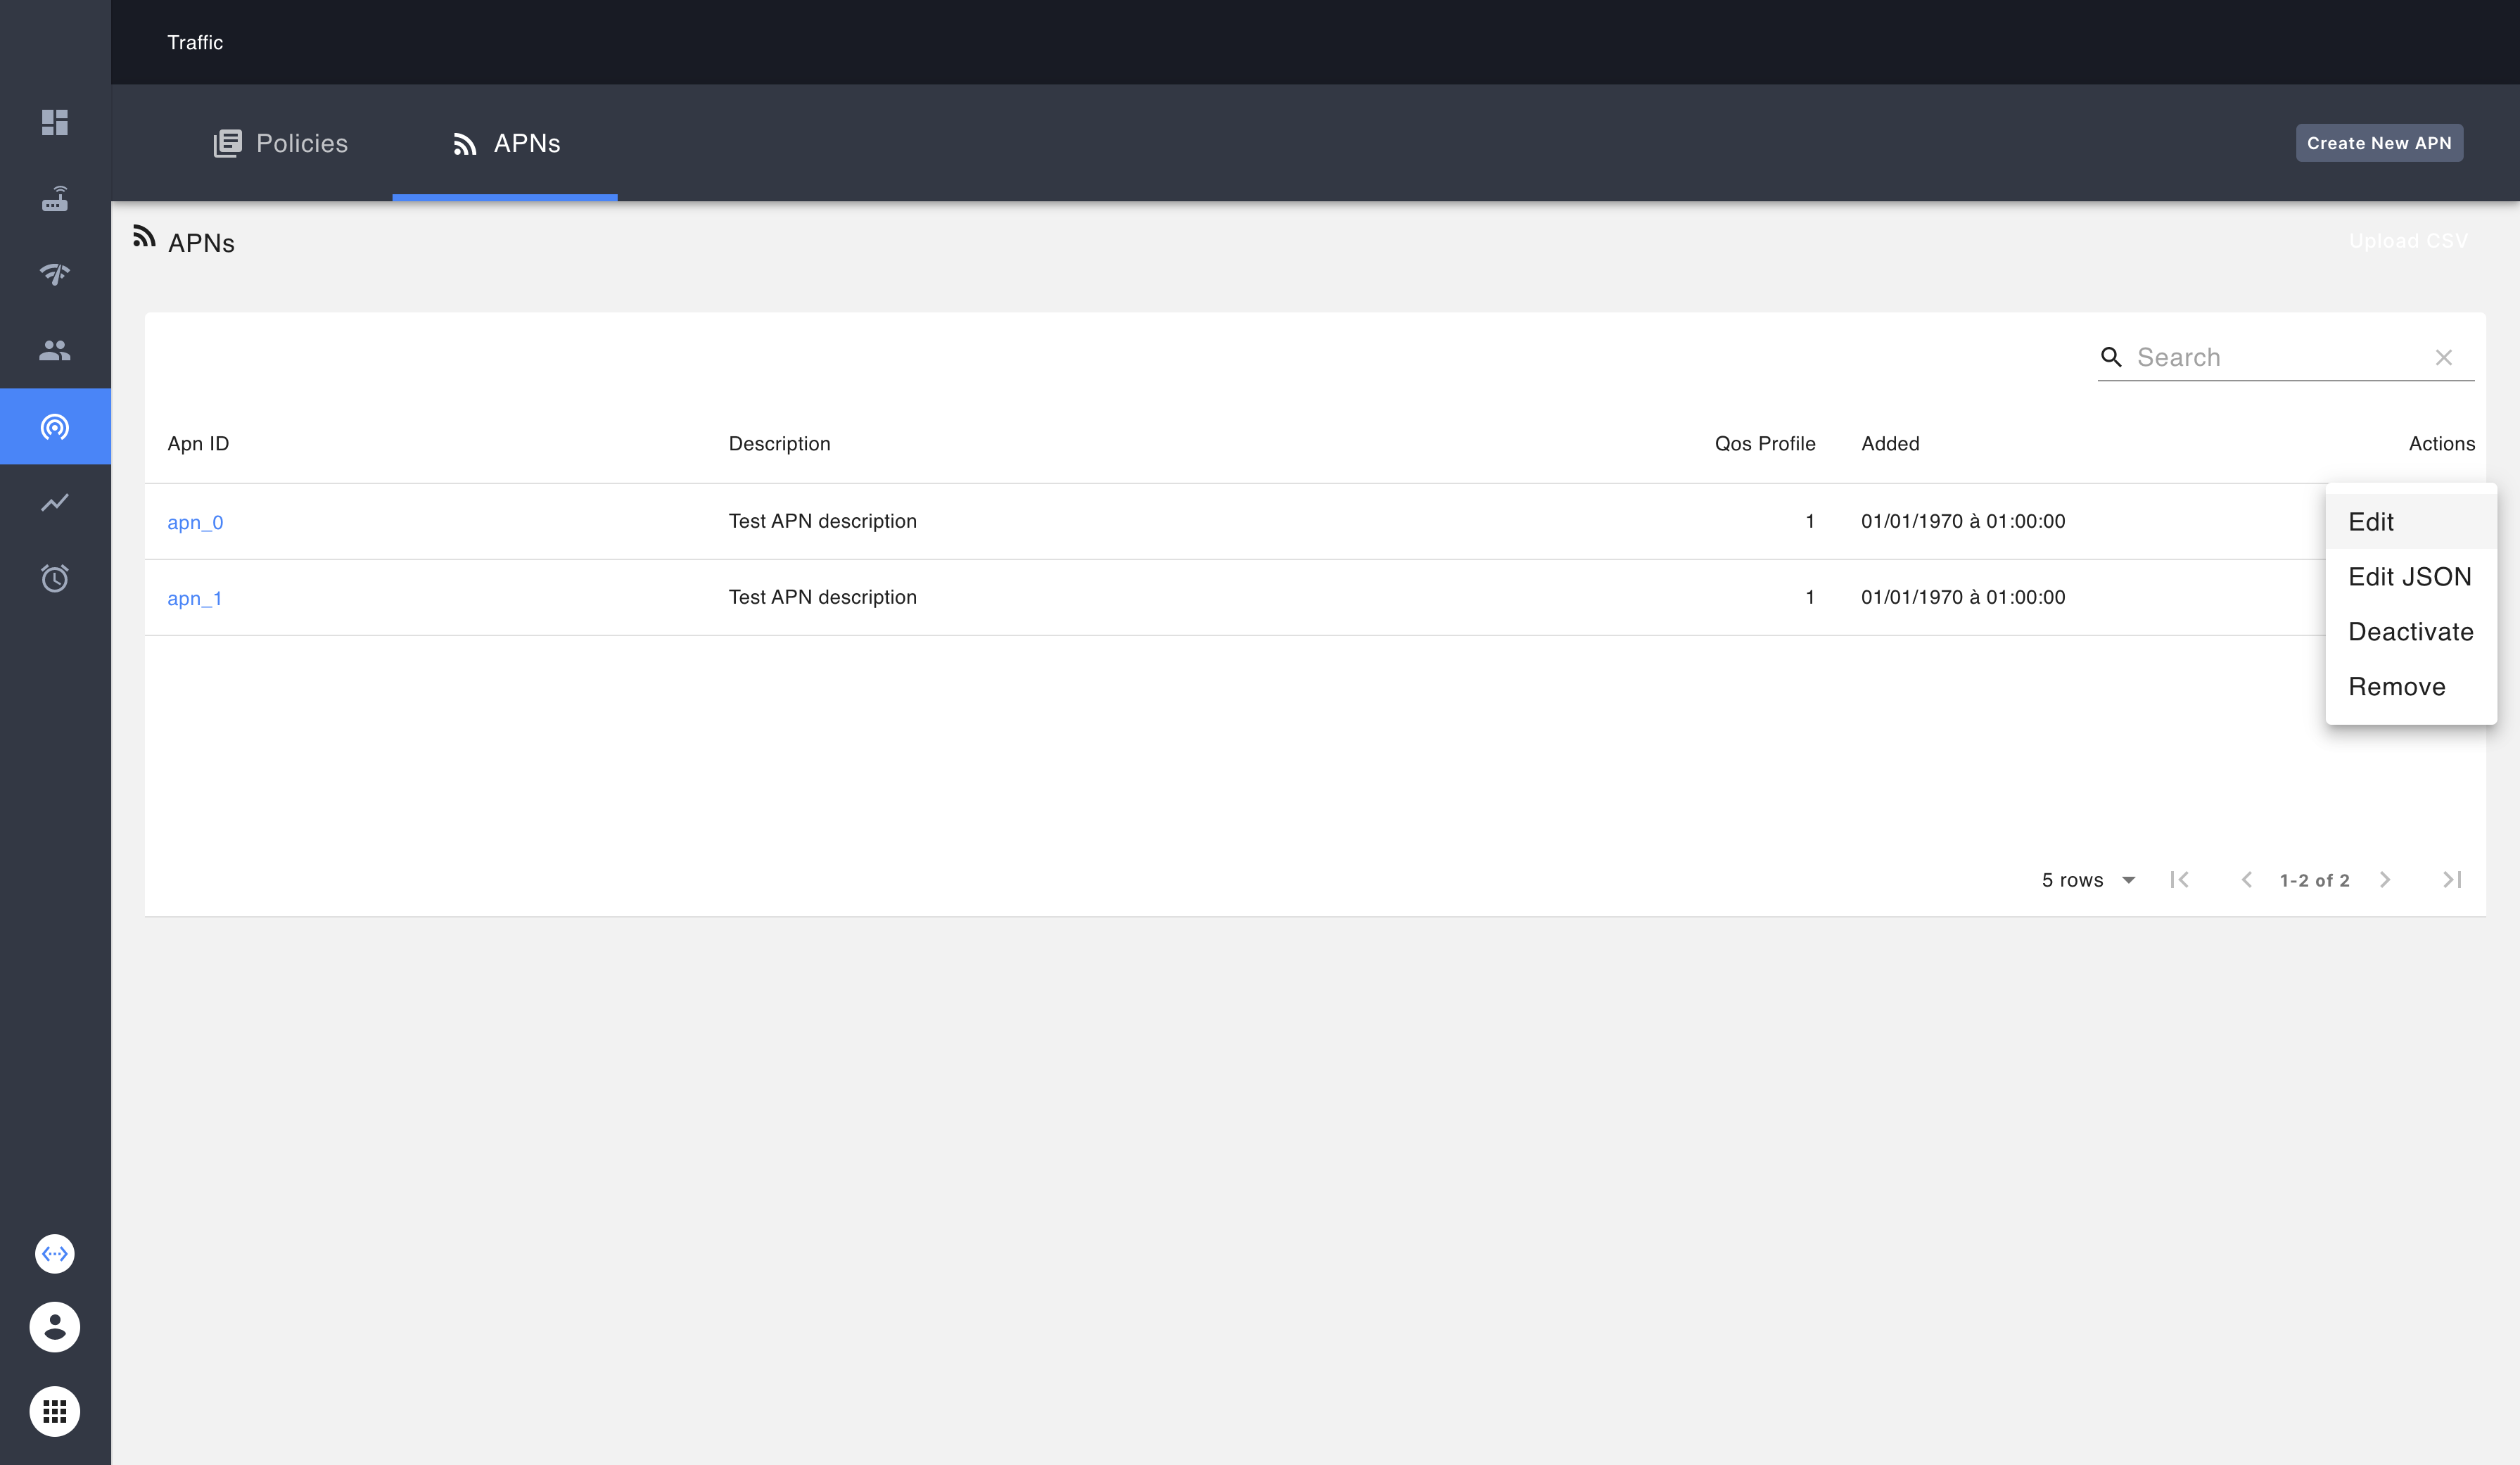 Traffic
Policies
APNs
Create New APN
APNs
Upload CSV
Search
Apn ID Description Qos Profile Added Actions
apn_0 Test APN description 1 01/01/1970 à 01:00:00
apn_1 Test APN description 1 01/01/1970 à 01:00:00
Edit
Edit JSON
Deactivate
Remove
5 rows 1-2 of 2